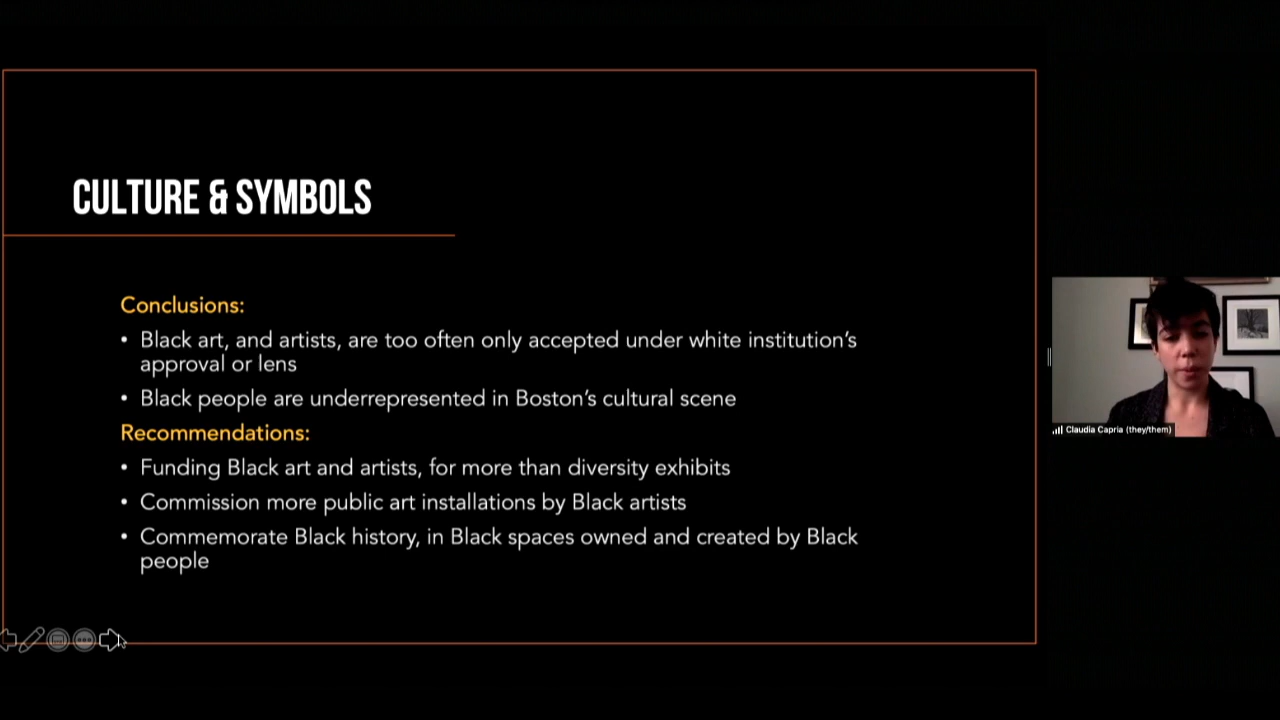 CULTURE & SYMBOLS
Conclusions:
• Black art, and artists, are too often only accepted under white institution's
approval or lens
• Black people are underrepresented in Boston's cultural scene
Recommendations:
• Funding Black art and artists, for more than diversity exhibits
• Commission more public art installations by Black artists
• Commemorate Black history, in Black spaces owned and created by Black
people
Claudia Capria (they/them)